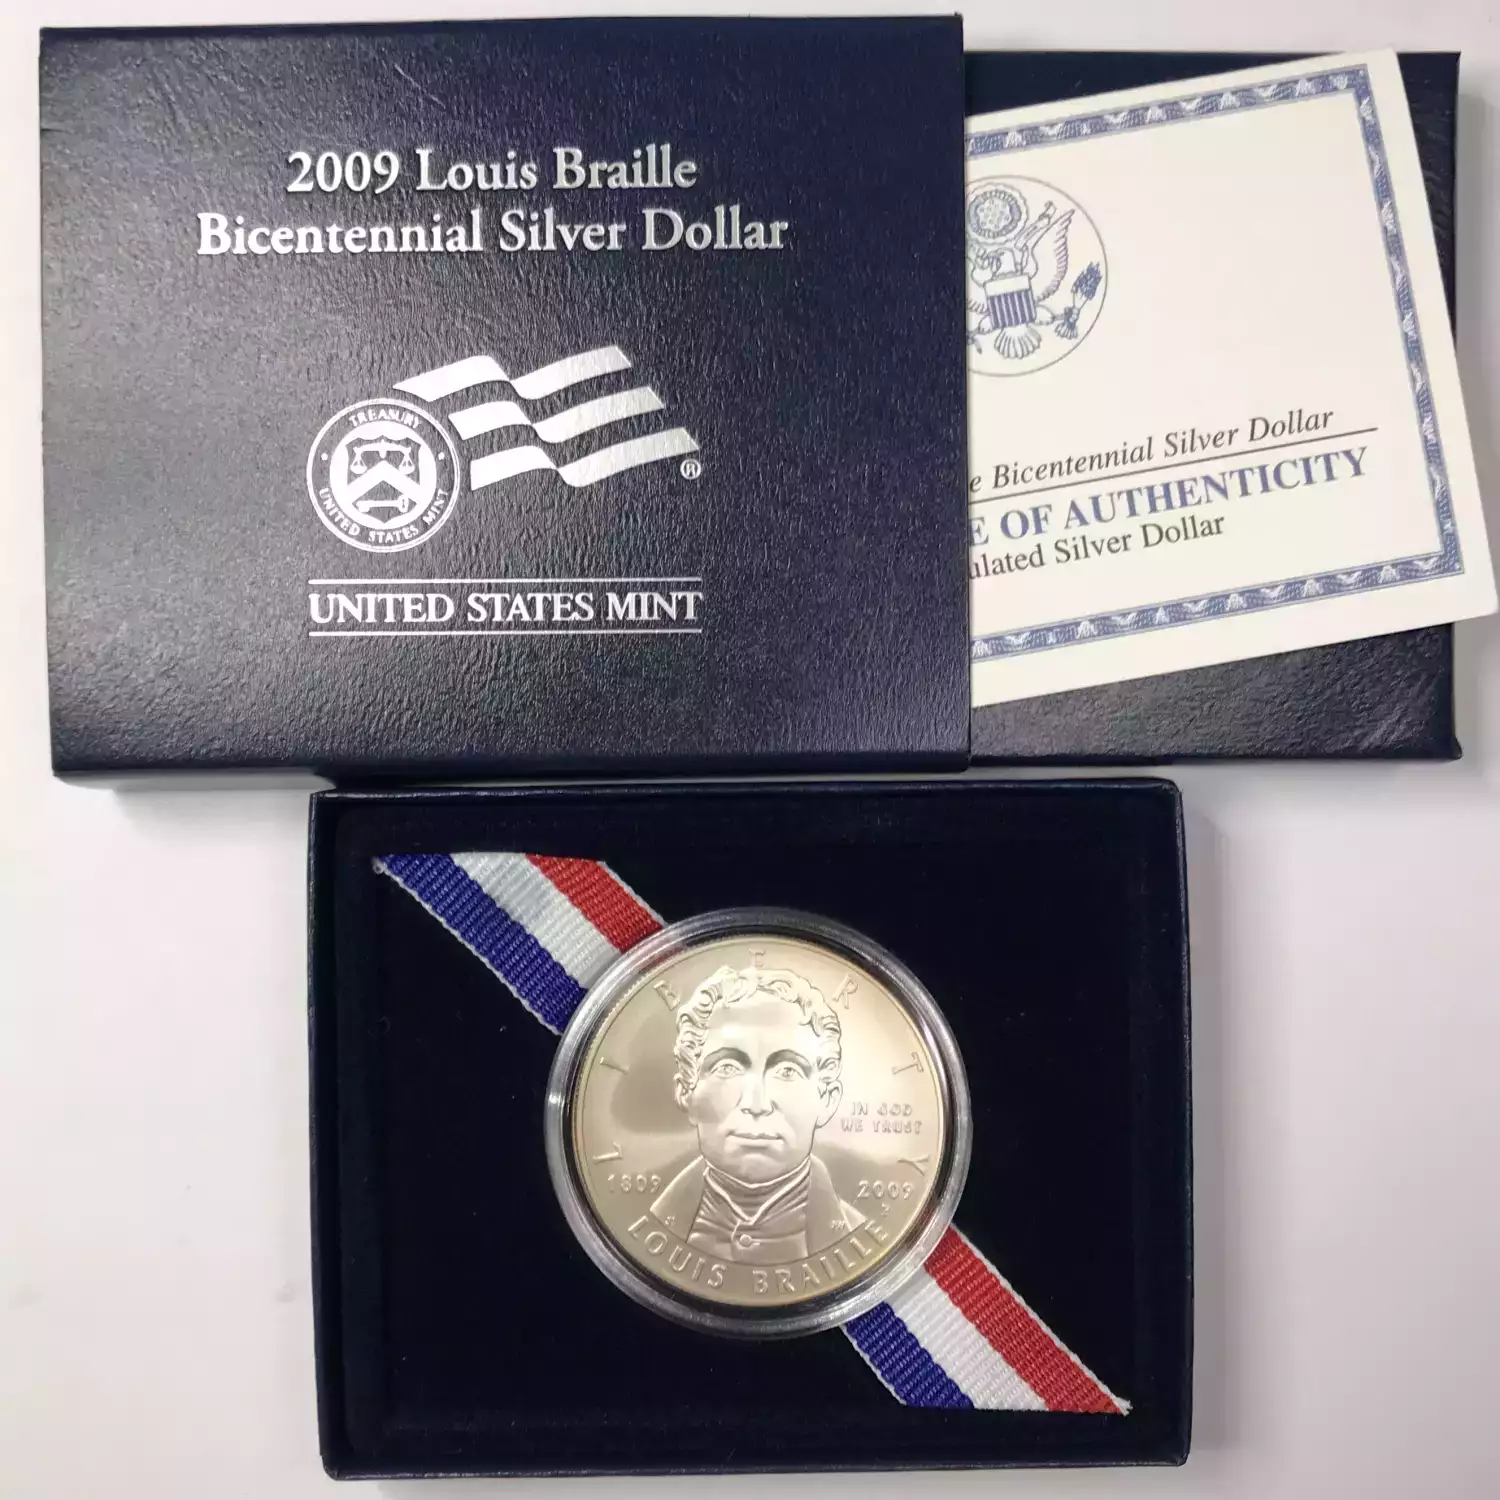 2009 Louis Braille
Bicentennial Silver Dollar
TREASURY
UNITED STATES MINT
®
UNITED STATES MINT
e Bicentennial Silver Dollar
E OF AUTHENTICITY
ulated Silver Dollar
LIBERTY
IN GOD
WE TRUST
1809
2009
LOUIS BRAILLE